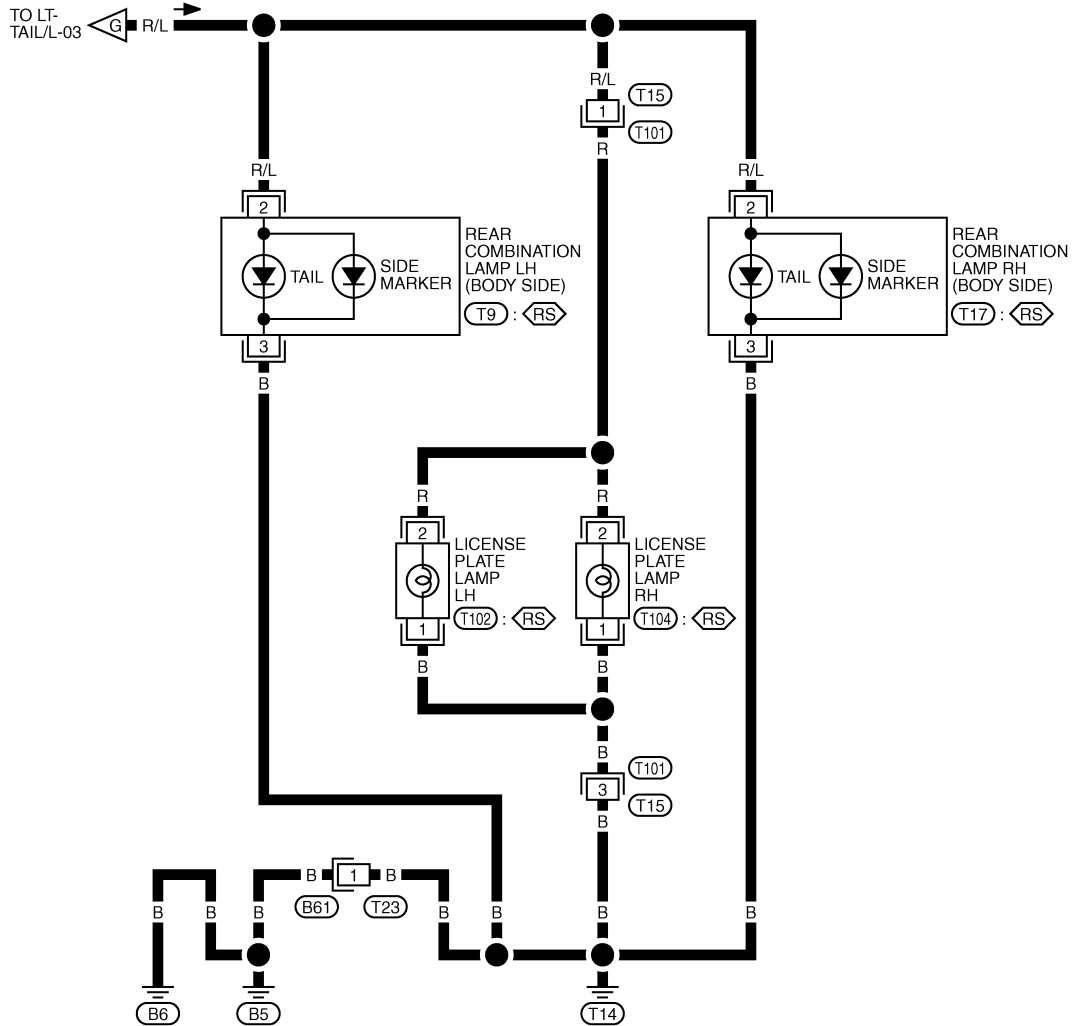 TO LT-
TAIL/L-03
G
R/L
R/L
T15
1
T101
R
R/L
R/L
2
2
TAIL
SIDE
MARKER
REAR
COMBINATION
LAMP LH
(BODY SIDE)
T9 : RS
TAIL
SIDE
MARKER
REAR
COMBINATION
LAMP RH
(BODY SIDE)
T17 : RS
3
3
B
B
R
R
2
2
LICENSE
PLATE
LAMP
LH
T102 : RS
LICENSE
PLATE
LAMP
RH
T104 : RS
1
1
B
B
B
T101
3
T15
B
B
1
B
B61
T23
B
B
B
B
B
B
B
B6
B5
T14